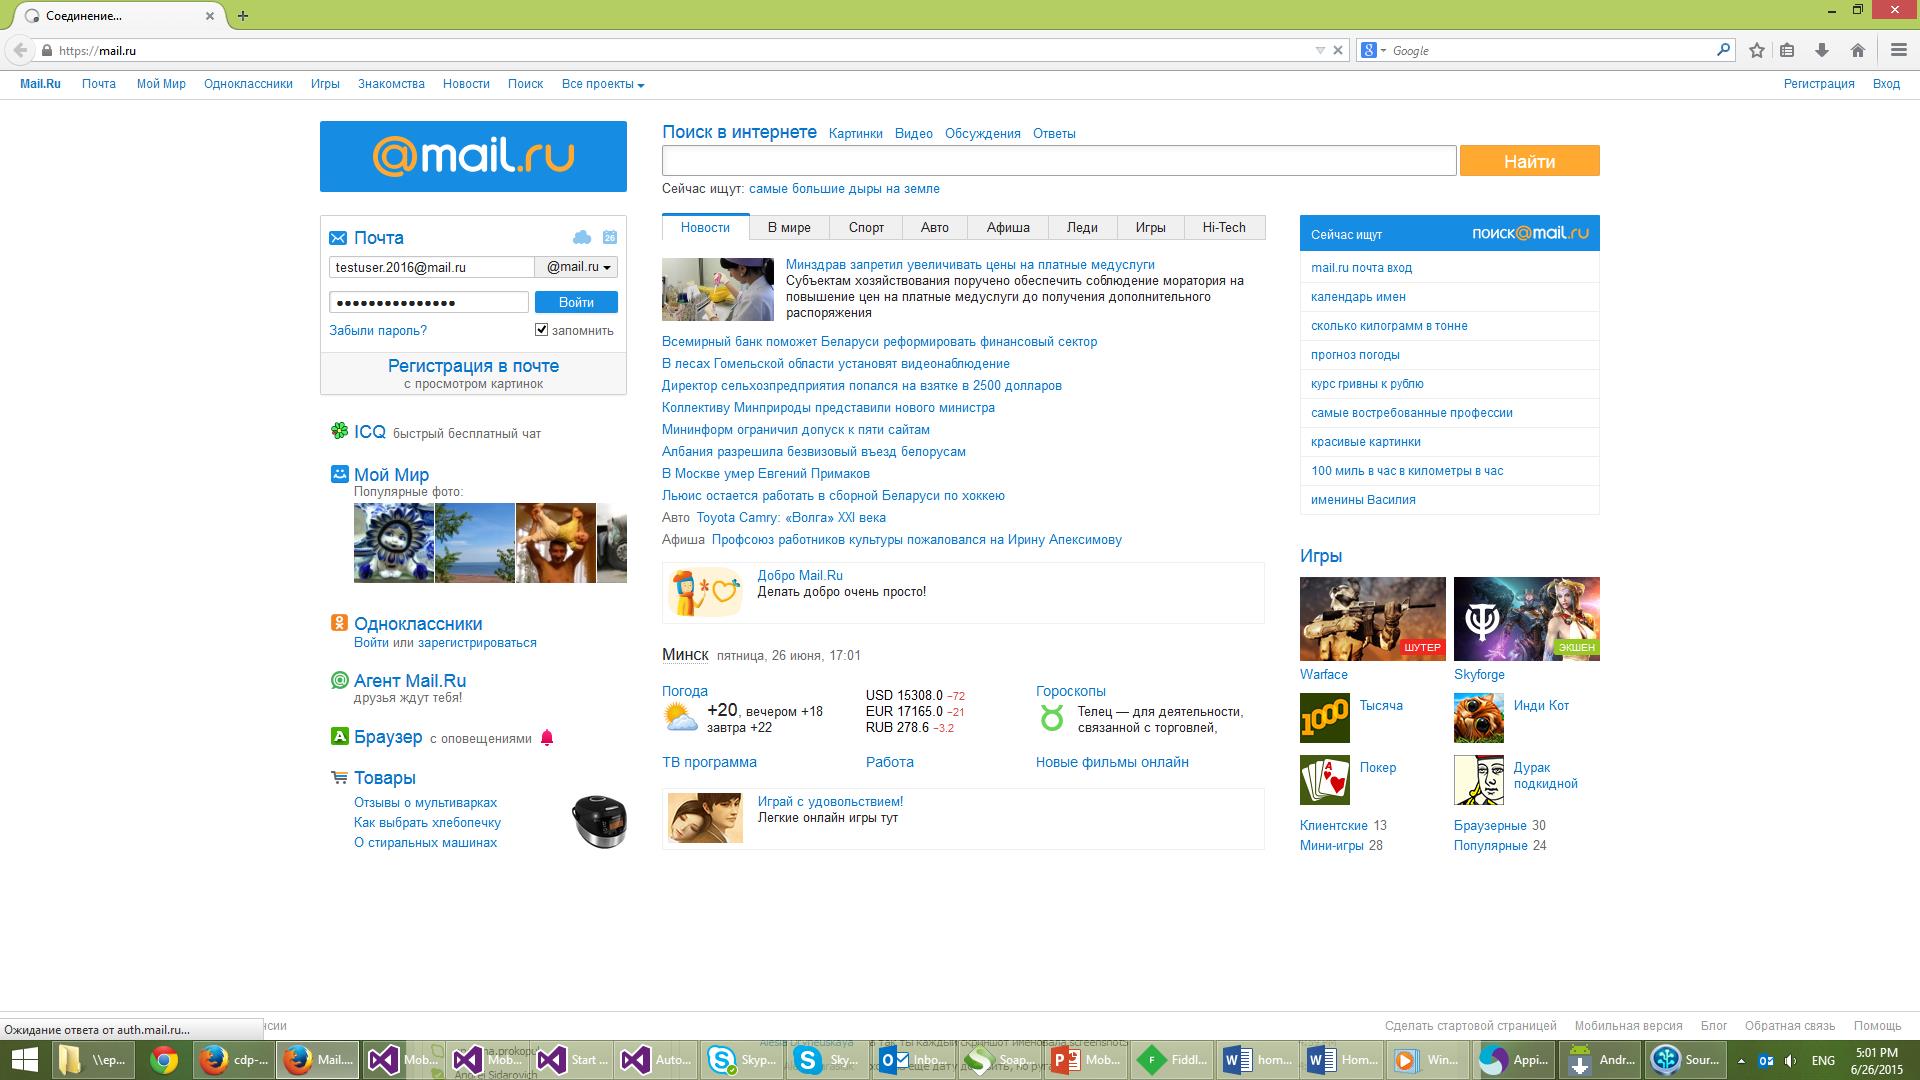 Соединение...
https://mail.ru
Google
Mail.Ru Почта Мой Мир Одноклассники Игры Знакомства Новости Поиск Все проекты
Регистрация Вход
@mail.ru
Поиск в интернете Картинки Видео Обсуждения Ответы
Найти
Сейчас ищут: самые большие дыры на земле
Почта
26
testuser.2016@mail.ru @mail.ru
Войти
Забыли пароль? запомнить
Регистрация в почте
с просмотром картинок
ICQ быстрый бесплатный чат
Мой Мир
Популярные фото:
Одноклассники
Войти или зарегистрироваться
Агент Mail.Ru
друзья ждут тебя!
Браузер с оповещениями
Товары
Отзывы о мультиварках
Как выбрать хлебопечку
О стиральных машинах
Новости В мире Спорт Авто Афиша Леди Игры Hi-Tech
Минздрав запретил увеличивать цены на платные медуслуги
Субъектам хозяйствования поручено обеспечить соблюдение моратория на
повышение цен на платные медуслуги до получения дополнительного
распоряжения
Всемирный банк поможет Беларуси реформировать финансовый сектор
В лесах Гомельской области установят видеонаблюдение
Директор сельхозпредприятия попался на взятке в 2500 долларов
Коллективу Минприроды представили нового министра
Мининформ ограничил допуск к пяти сайтам
Албания разрешила безвизовый въезд белорусам
В Москве умер Евгений Примаков
Льюис остается работать в сборной Беларуси по хоккею
Авто Toyota Camry: «Волга» XXI века
Афиша Профсоюз работников культуры пожаловался на Ирину Апексимову
Добро Mail.Ru
Делать добро очень просто!
Минск пятница, 26 июня, 17:01
Погода
+20, вечером +18
завтра +22
USD 15308.0 −72
EUR 17165.0 −21
RUB 278.6 −3.2
Гороскопы
Телец — для деятельности,
связанной с торговлей,
ТВ программа Работа Новые фильмы онлайн
Играй с удовольствием!
Легкие онлайн игры тут
Сейчас ищут поиск@mail.ru
mail.ru почта вход
календарь имен
сколько килограмм в тонне
прогноз погоды
курс гривны к рублю
самые востребованные профессии
красивые картинки
100 миль в час в километры в час
именины Василия
Игры
ШУТЕР ЭКШЕН
Warface Skyforge
1000 Тысяча Инди Кот
Покер Дурак
подкидной
Клиентские 13 Браузерные 30
Мини-игры 28 Популярные 24
Ожидание ответа от auth.mail.ru...
Сделать стартовой страницей Мобильная версия Блог Обратная связь Помощь
\\ep... cdp-... Mail.... Mob... Mob... Start ... Auto... Skyp... Sky... Inbo... Soap... Mob... Fiddl... hom... Hom... Win... Appi... Andr... Sour...
ENG
5:01 PM
6/26/2015